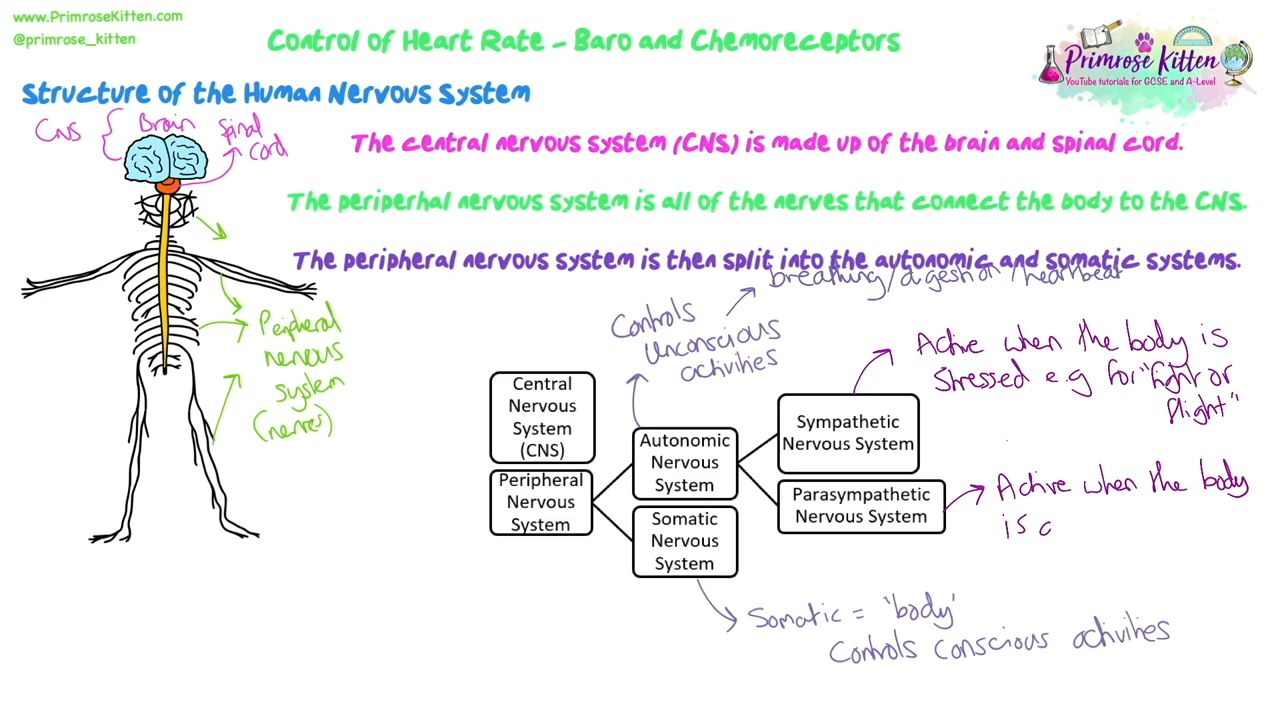 www.PrimroseKitten.com
@primrose_kitten
Control of Heart Rate - Baro and Chemoreceptors
Primrose Kitten
YouTube tutorials for GCSE and A-Level
Structure of the Human Nervous System
CNS { Brain
Spinal
Cord
The central nervous system (CNS) is made up of the brain and spinal cord.
The periperhal nervous system is all of the nerves that connect the body to the CNS.
The peripheral nervous system is then split into the autonomic and somatic systems.
breathing/digestion/heartbeat
Controls
unconscious
activities
Peripheral
nervous
system
(nerves)
Active when the body is
stressed e.g for "fight or
flight"
Central
Nervous
System
(CNS)
Peripheral
Nervous
System
Autonomic
Nervous
System
Somatic
Nervous
System
Sympathetic
Nervous System
Parasympathetic
Nervous System
Active when the body
is c
Somatic = 'body'
Controls conscious activities